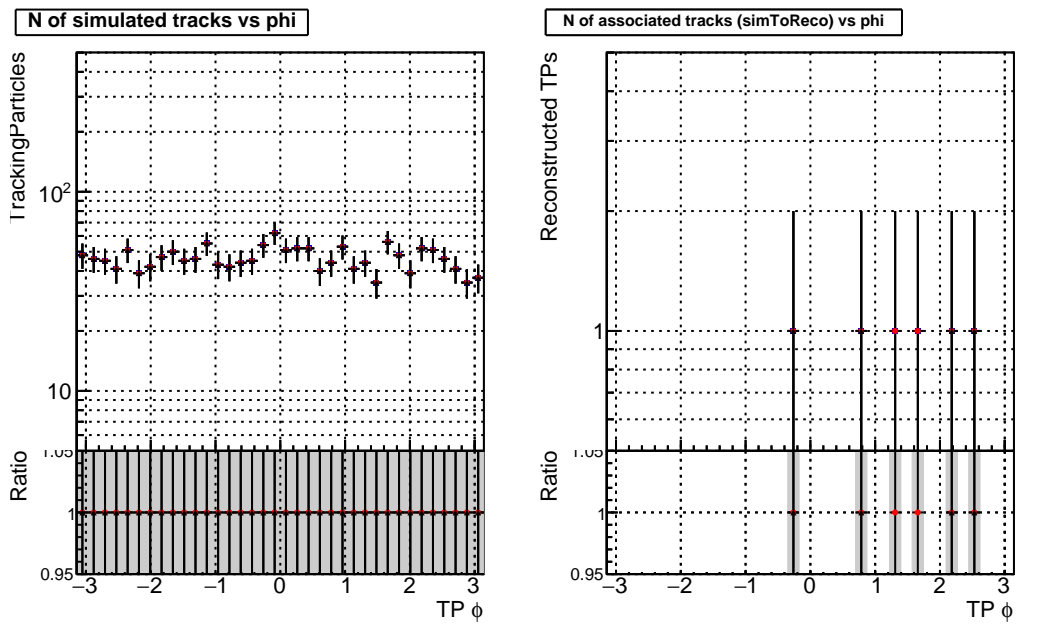 N of simulated tracks vs phi
TrackingParticles
10²
10
Ratio
1.05
1
0.95
−3 −2 −1 0 1 2 3
TP ϕ
N of associated tracks (simToReco) vs phi
Reconstructed TPs
1
Ratio
1.05
1
0.95
−3 −2 −1 0 1 2 3
TP ϕ